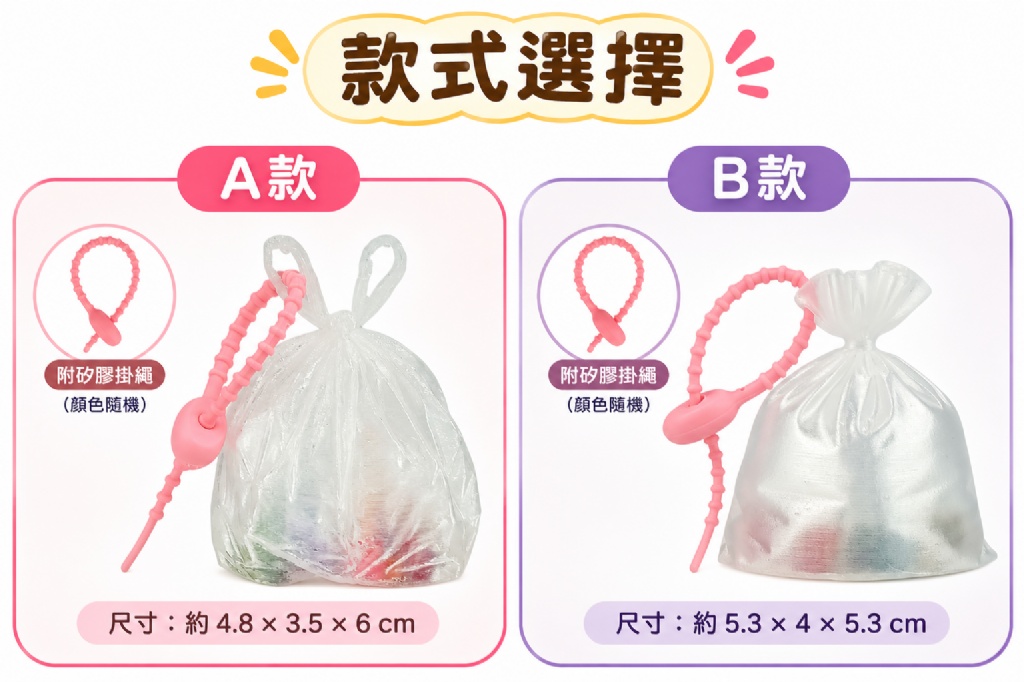 款式選擇
A款
附矽膠掛繩
(顏色隨機)
尺寸：約 4.8 × 3.5 × 6 cm
B款
附矽膠掛繩
(顏色隨機)
尺寸：約 5.3 × 4 × 5.3 cm